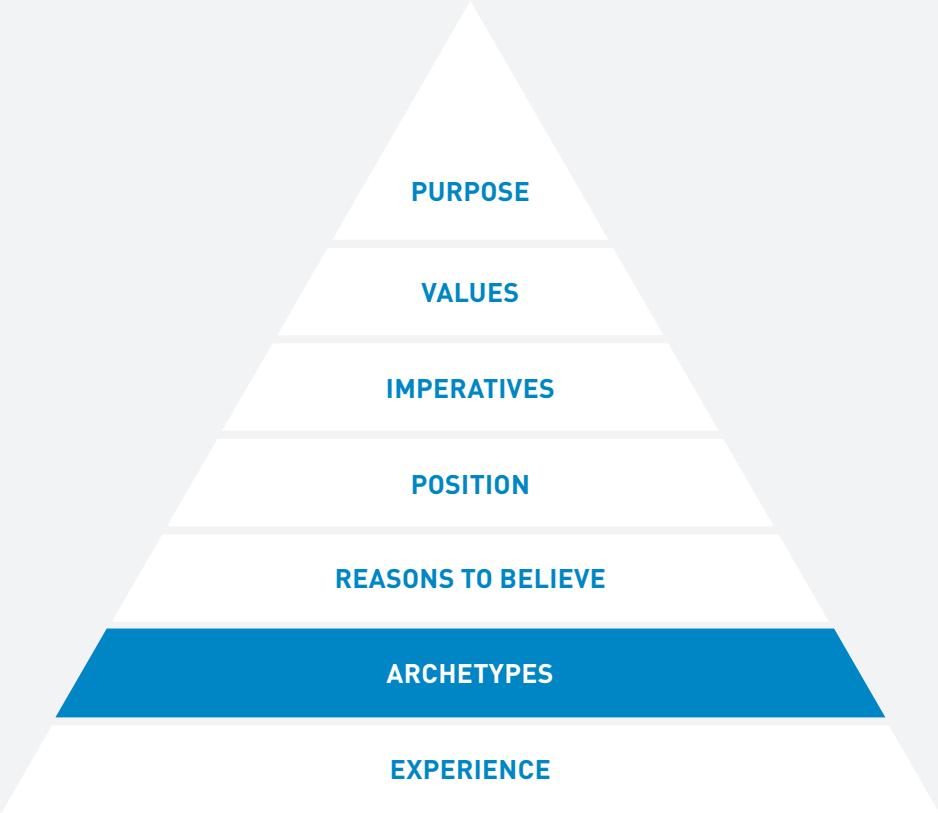 PURPOSE
VALUES
IMPERATIVES
POSITION
REASONS TO BELIEVE
ARCHETYPES
EXPERIENCE